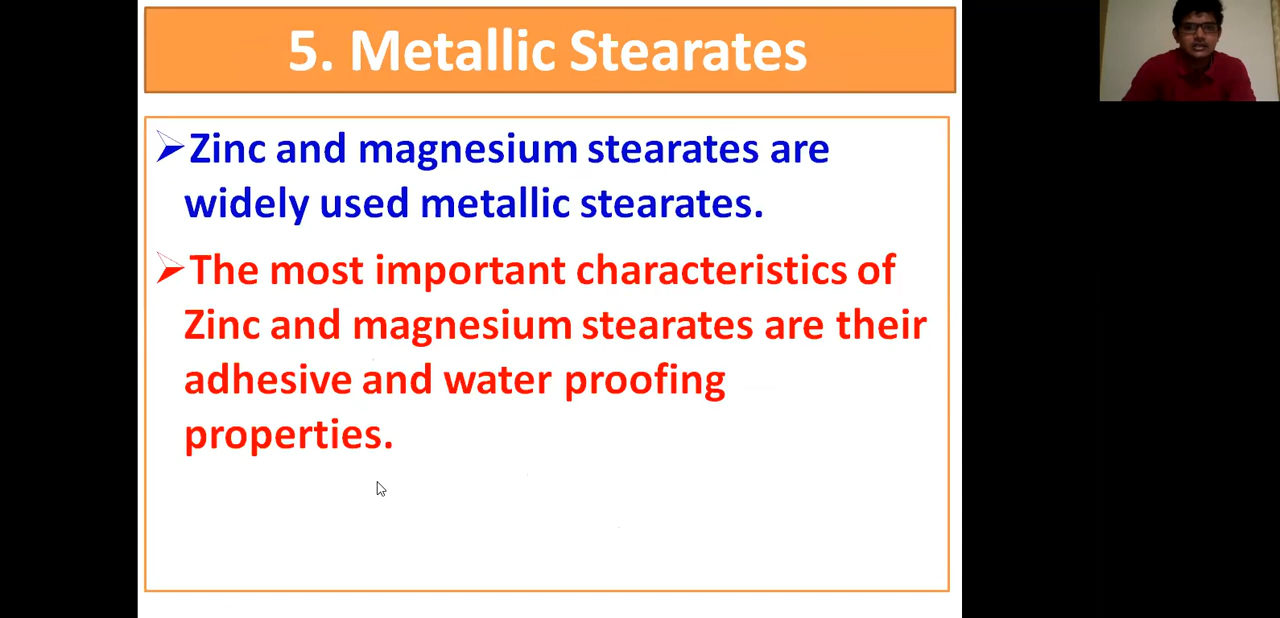 5. Metallic Stearates
Zinc and magnesium stearates are
widely used metallic stearates.
The most important characteristics of
Zinc and magnesium stearates are their
adhesive and water proofing
properties.